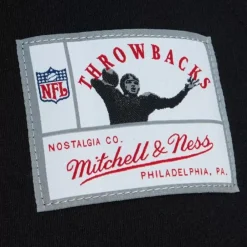 THROWBACKS
NFL
NOSTALGIA CO.
Mitchell & Ness
PHILADELPHIA, PA.